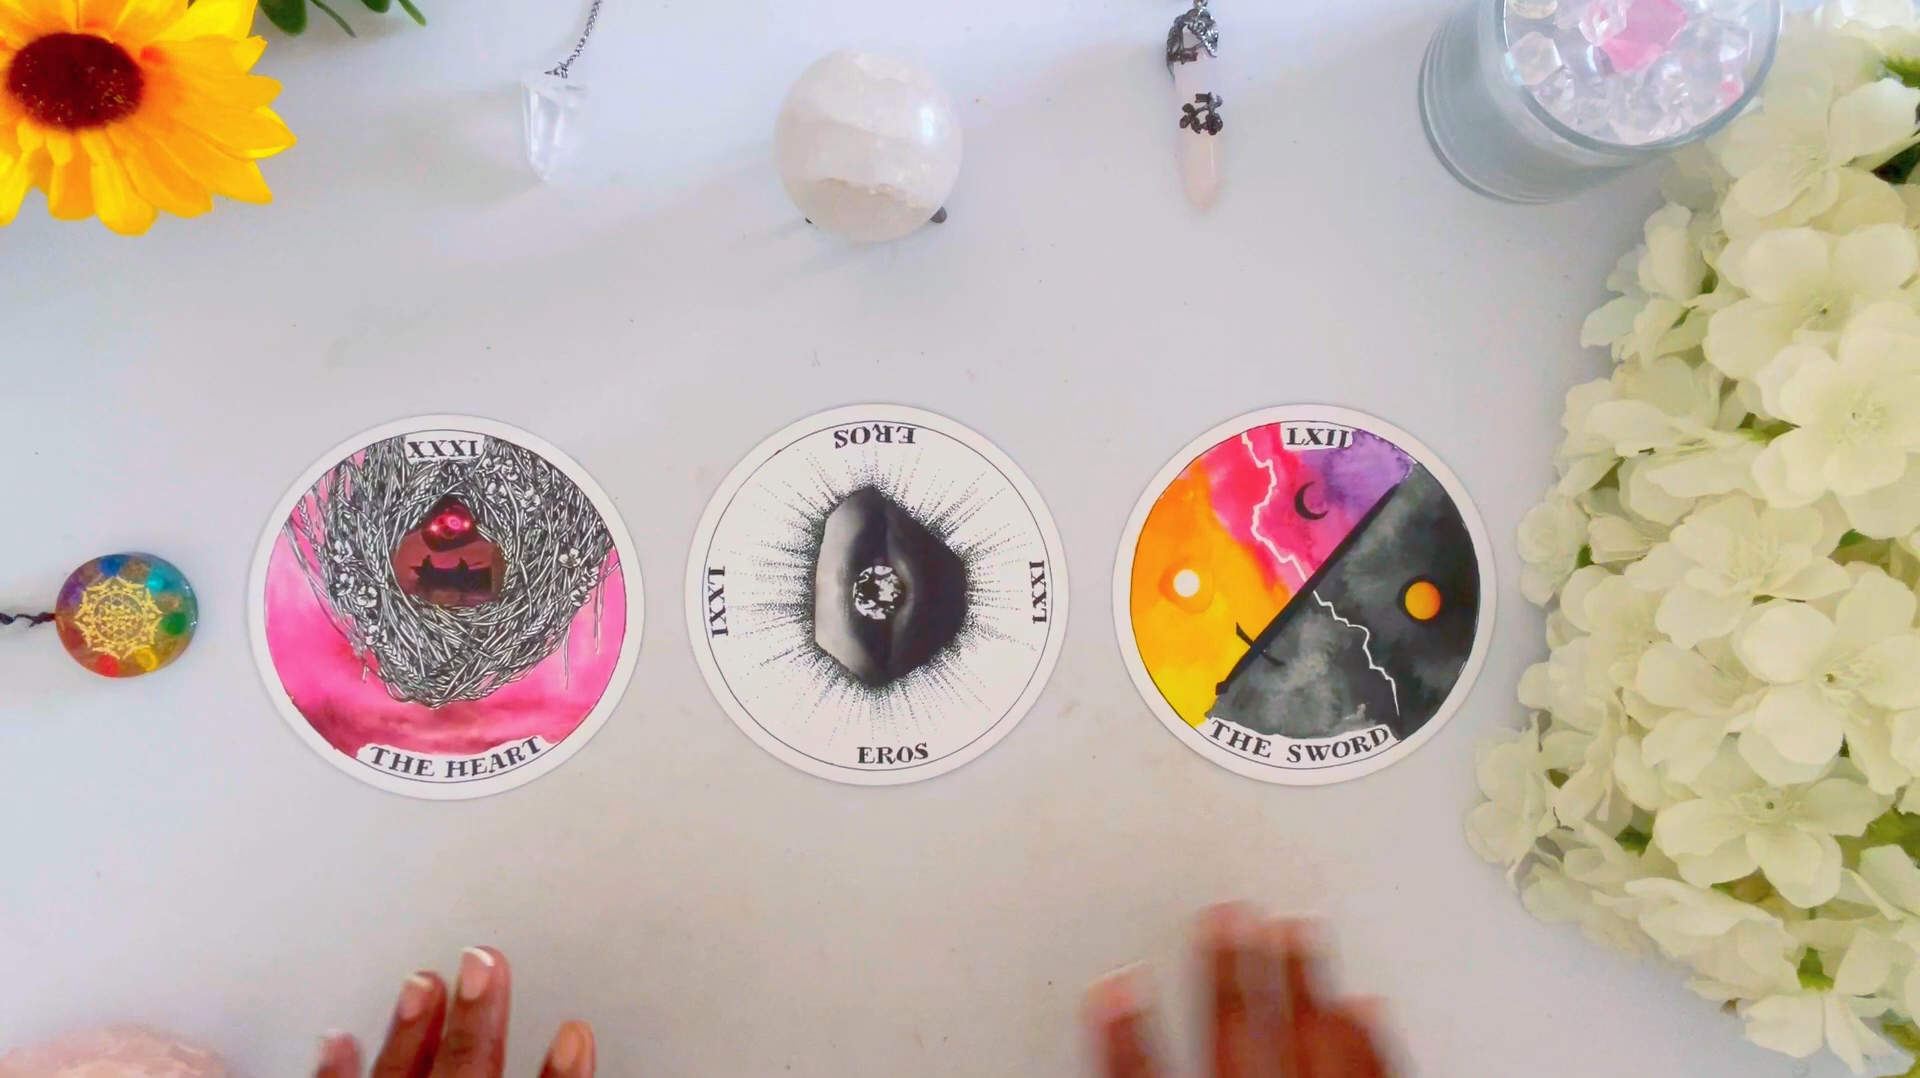 XXXI
THE HEART
EROS
LXXI
LXXI
EROS
LXII
THE SWORD